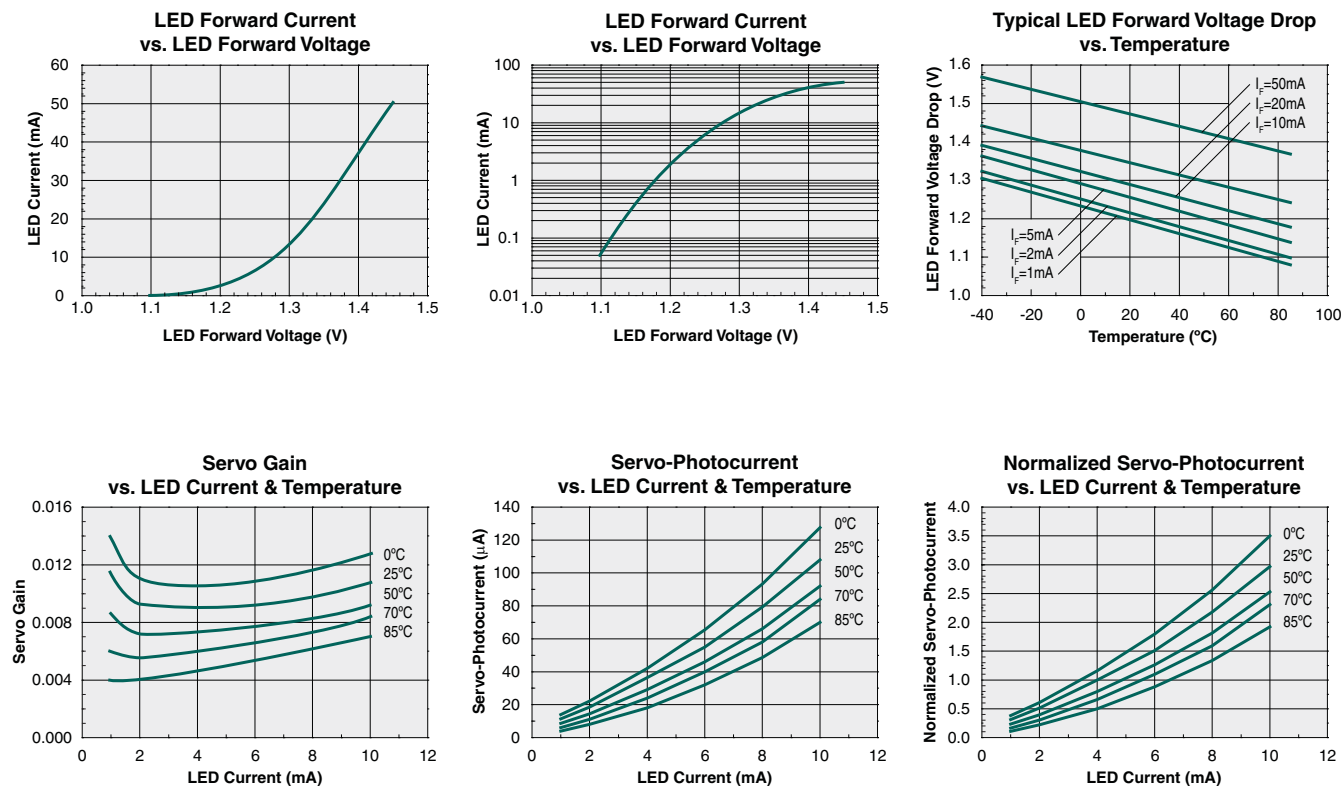 LED Forward Current
vs. LED Forward Voltage
LED Current (mA)
60
50
40
30
20
10
0
1.0 1.1 1.2 1.3 1.4 1.5
LED Forward Voltage (V)
LED Forward Current
vs. LED Forward Voltage
LED Current (mA)
100
10
1
0.1
0.01
1.0 1.1 1.2 1.3 1.4 1.5
LED Forward Voltage (V)
Typical LED Forward Voltage Drop
vs. Temperature
LED Forward Voltage Drop (V)
1.6
1.5
1.4
1.3
1.2
1.1
1.0
I_F=50mA
I_F=20mA
I_F=10mA
I_F=5mA
I_F=2mA
I_F=1mA
-40 -20 0 20 40 60 80 100
Temperature (ºC)
Servo Gain
vs. LED Current & Temperature
Servo Gain
0.016
0.012
0.008
0.004
0.000
0ºC
25ºC
50ºC
70ºC
85ºC
0 2 4 6 8 10 12
LED Current (mA)
Servo-Photocurrent
vs. LED Current & Temperature
Servo-Photocurrent (μA)
140
120
100
80
60
40
20
0
0ºC
25ºC
50ºC
70ºC
85ºC
0 2 4 6 8 10 12
LED Current (mA)
Normalized Servo-Photocurrent
vs. LED Current & Temperature
Normalized Servo-Photocurrent
4.0
3.5
3.0
2.5
2.0
1.5
1.0
0.5
0.0
0ºC
25ºC
50ºC
70ºC
85ºC
0 2 4 6 8 10 12
LED Current (mA)